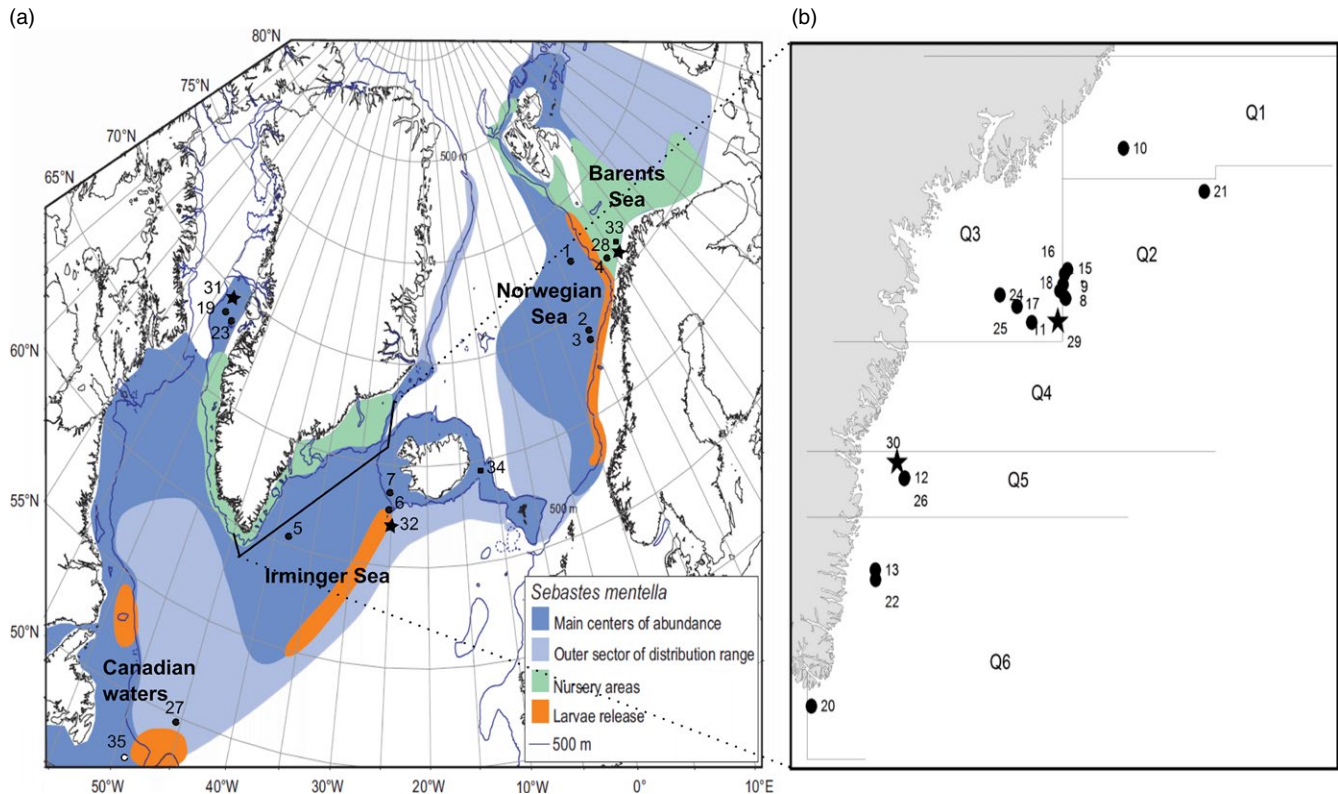 (a)
(b)
80°N
75°N
70°N
65°N
60°N
55°N
50°N
50°W
40°W
30°W
20°W
10°W
0°
10°E
500 m
Barents
Sea
33
28
1
4
Norwegian
Sea
2
3
31
19
23
34
7
6
32
5
500 m
Irminger Sea
Canadian
waters
27
35
Sebastes mentella
Main centers of abundance
Outer sector of distribution range
Nursery areas
Larvae release
500 m
Q1
10
21
Q3
Q2
16
15
18
9
8
24
17
25
11
29
Q4
30
12
Q5
26
13
22
Q6
20